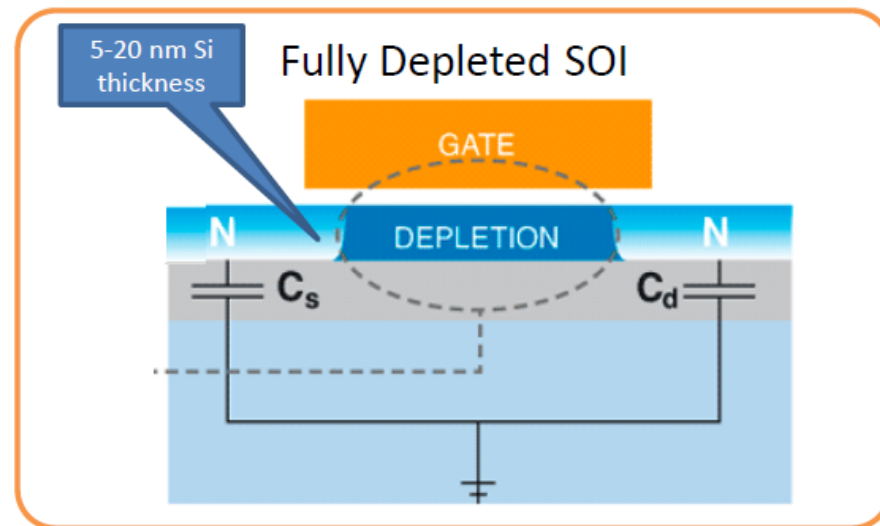 5-20 nm Si
thickness
Fully Depleted SOI
GATE
N
DEPLETION
N
Cs
Cd